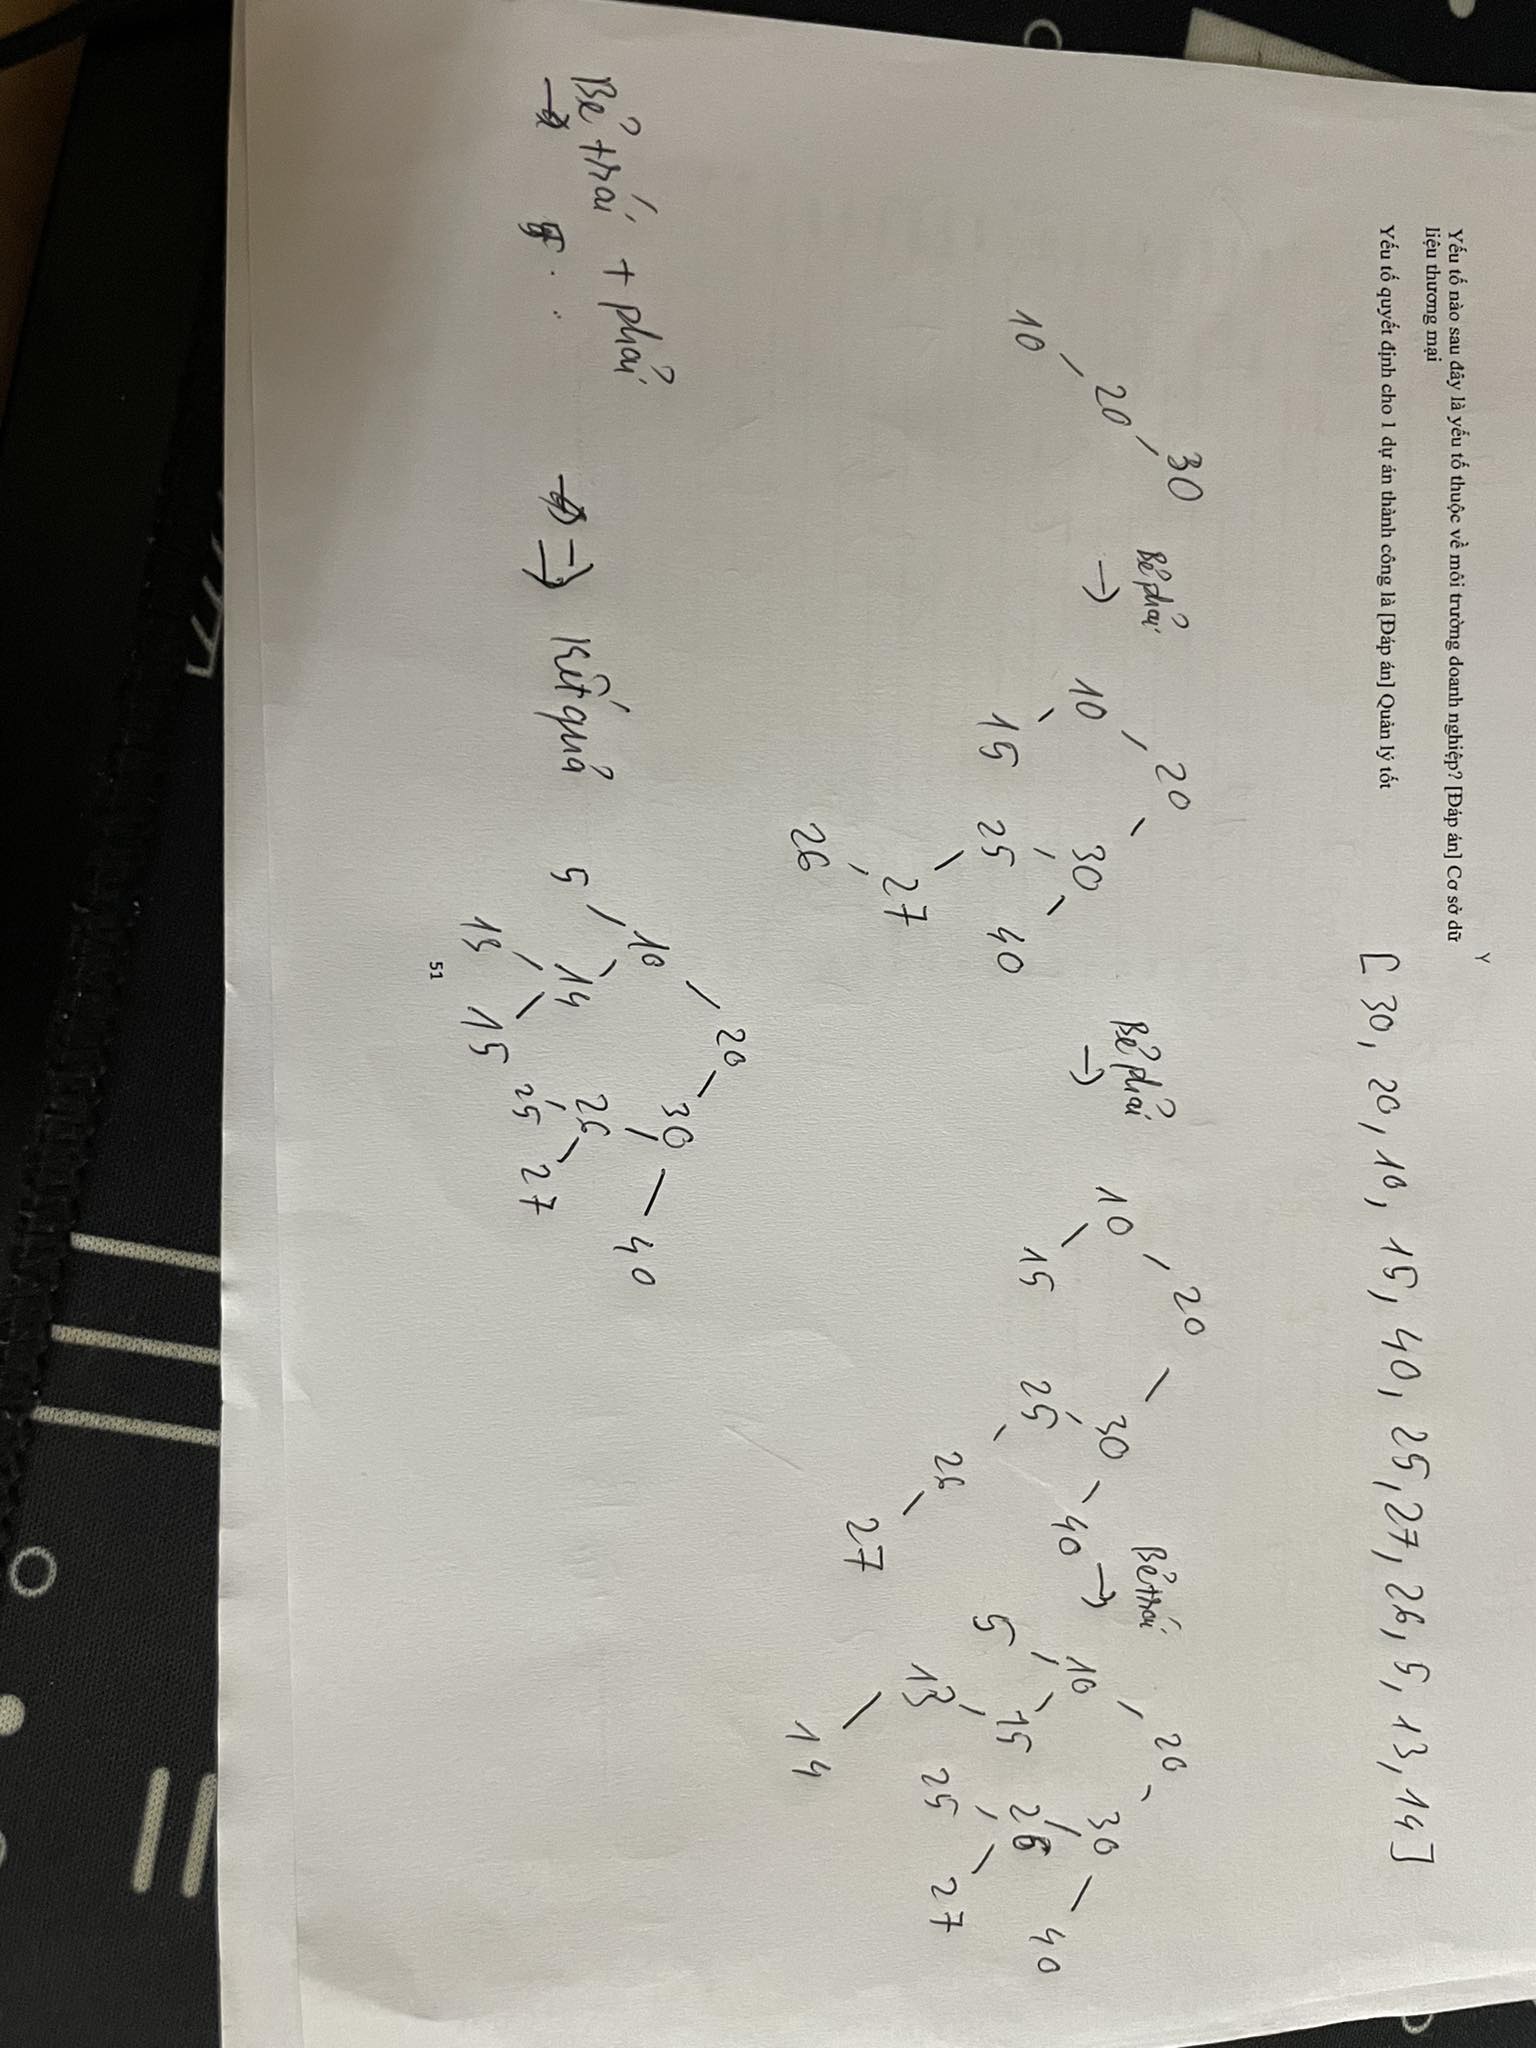 Y
Yếu tố nào sau đây là yếu tố thuộc về môi trường doanh nghiệp? [Đáp án] Cơ sở dữ
liệu thương mại
Yếu tố quyết định cho 1 dự án thành công là [Đáp án] Quản lý tốt
[ 30, 20, 10, 15, 40, 25, 27, 26, 5, 13, 14 ]
30
20
10
Bẻ phải
→
20
10 30
15 25 40
27
26
Bẻ phải
→
20
10 30
15 25 40
26
27
Bẻ trái
→
20
10 30
5 15 26 40
13 25 27
14
Bẻ trái + phải
⇒ Kết quả
20
10 30
5 14 26 40
13 15 25 27
51